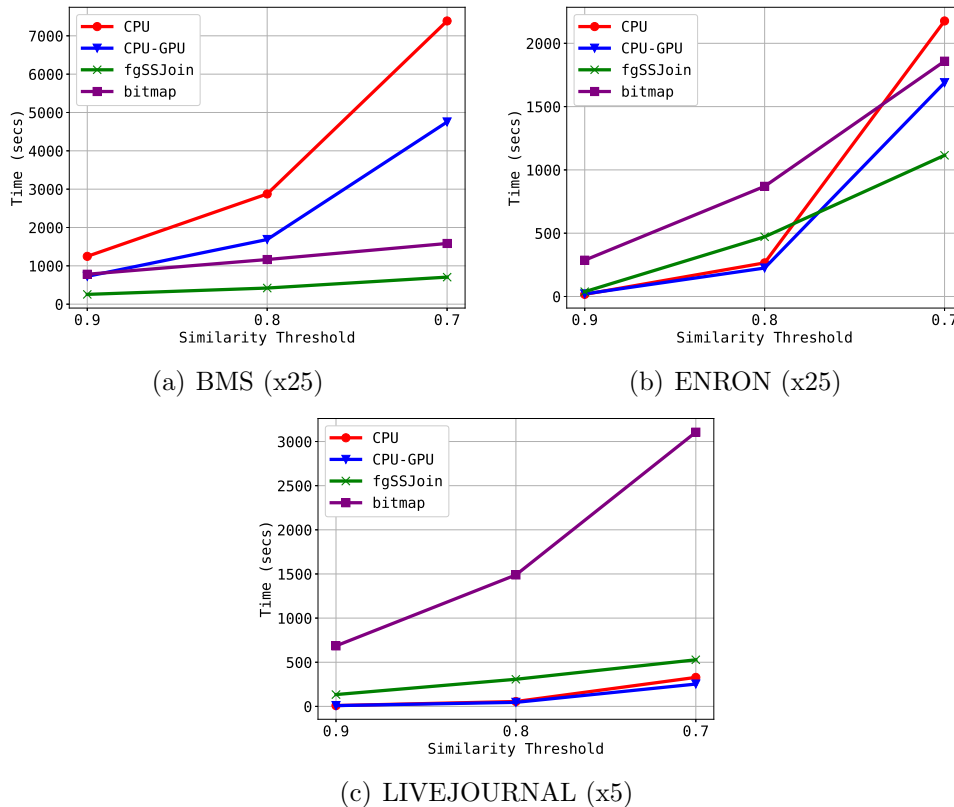 7000
6000
5000
4000
3000
2000
1000
0
Time (secs)
CPU
CPU-GPU
fgSSJoin
bitmap
0.9 0.8 0.7
Similarity Threshold
(a) BMS (x25)
2000
1500
1000
500
0
Time (secs)
CPU
CPU-GPU
fgSSJoin
bitmap
0.9 0.8 0.7
Similarity Threshold
(b) ENRON (x25)
3000
2500
2000
1500
1000
500
0
Time (secs)
CPU
CPU-GPU
fgSSJoin
bitmap
0.9 0.8 0.7
Similarity Threshold
(c) LIVEJOURNAL (x5)